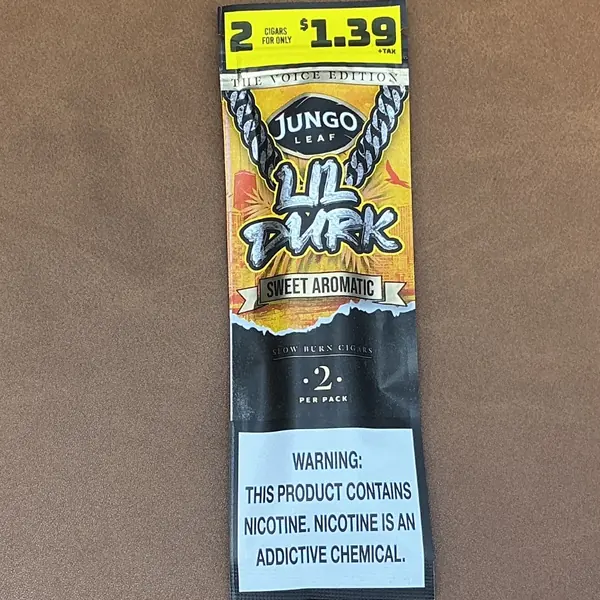 2 CIGARS FOR ONLY $1.39 +TAX
THE VOICE EDITION
JUNGO
LEAF
LIL
DURK
SWEET AROMATIC
SLOW BURN CIGARS
·2·
PER PACK
WARNING:
THIS PRODUCT CONTAINS
NICOTINE. NICOTINE IS AN
ADDICTIVE CHEMICAL.